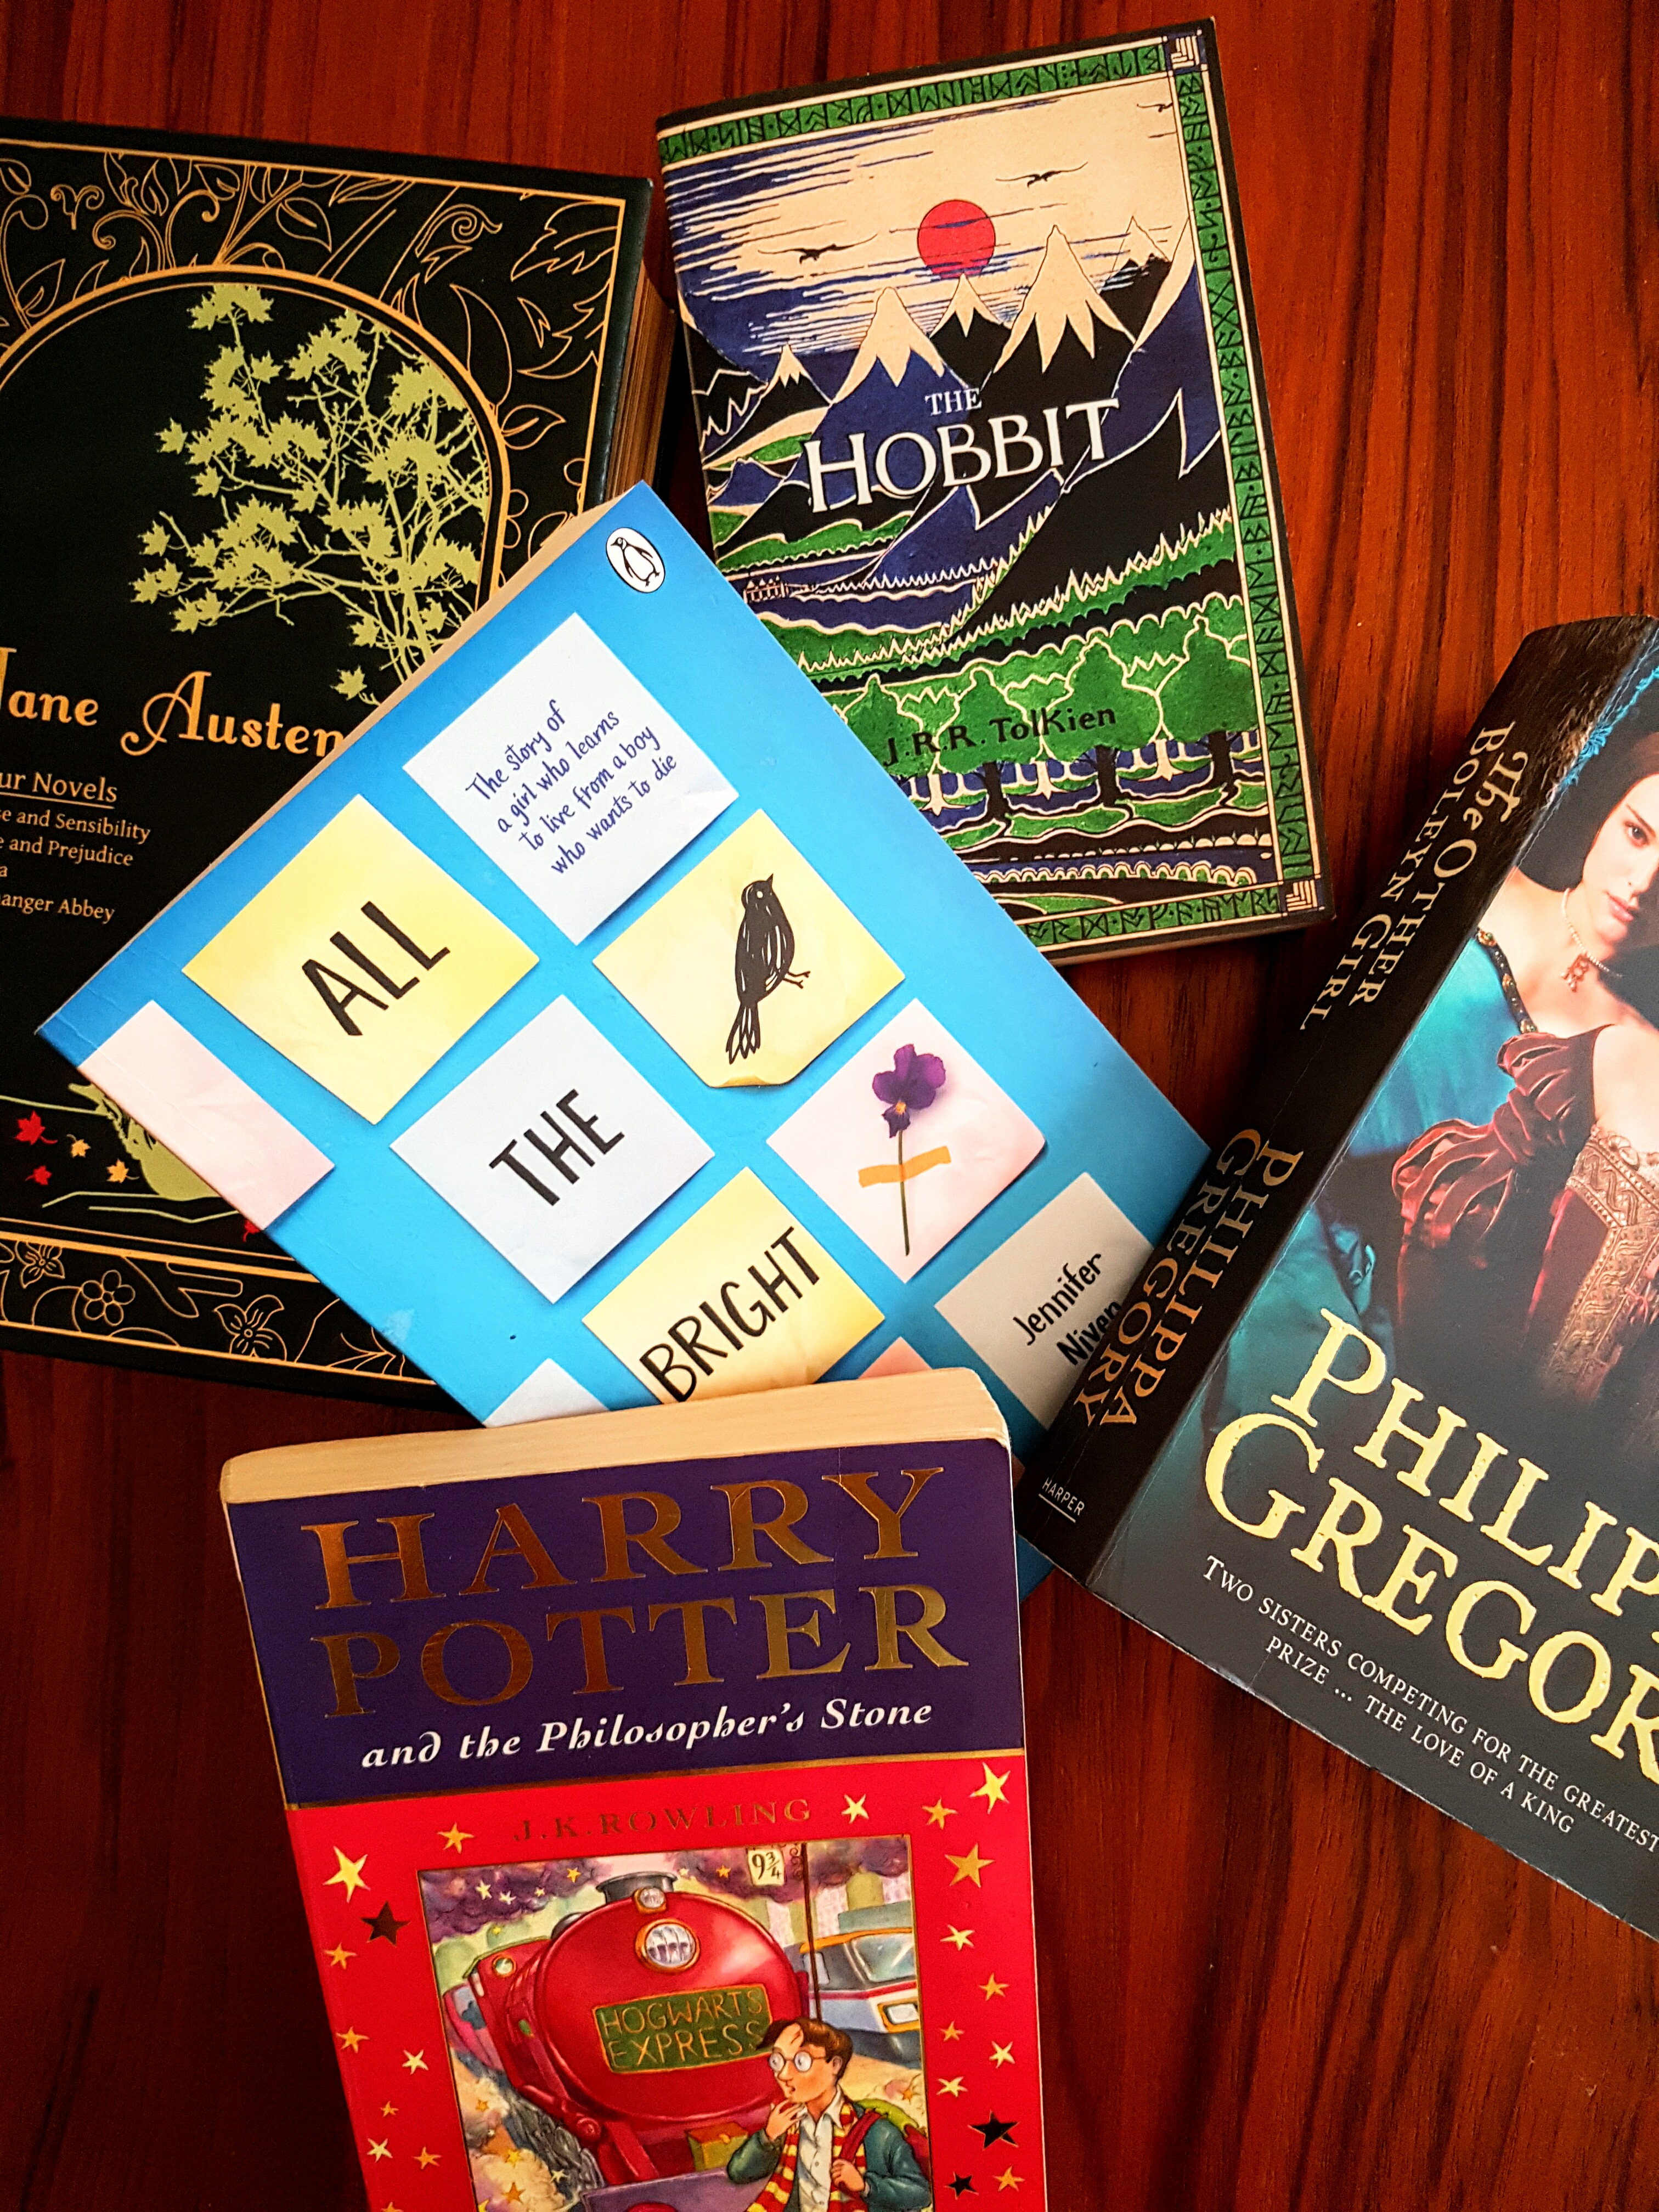 THE
HOBBIT
J.R.R. Tolkien
Jane Austen
ur Novels
e and Sensibility
e and Prejudice
a
anger Abbey
The story of
a girl who learns
to live from a boy
who wants to die
ALL
THE
BRIGHT
Jennifer
Niven
The OTHER
BOLEYN GIRL
PHILIPPA
GREGORY
HARPER
PHILIPP
GREGOR
TWO SISTERS COMPETING FOR THE GREATEST
PRIZE ... THE LOVE OF A KING
HARRY
POTTER
and the Philosopher's Stone
J.K.ROWLING
9¾
HOGWARTS
EXPRESS